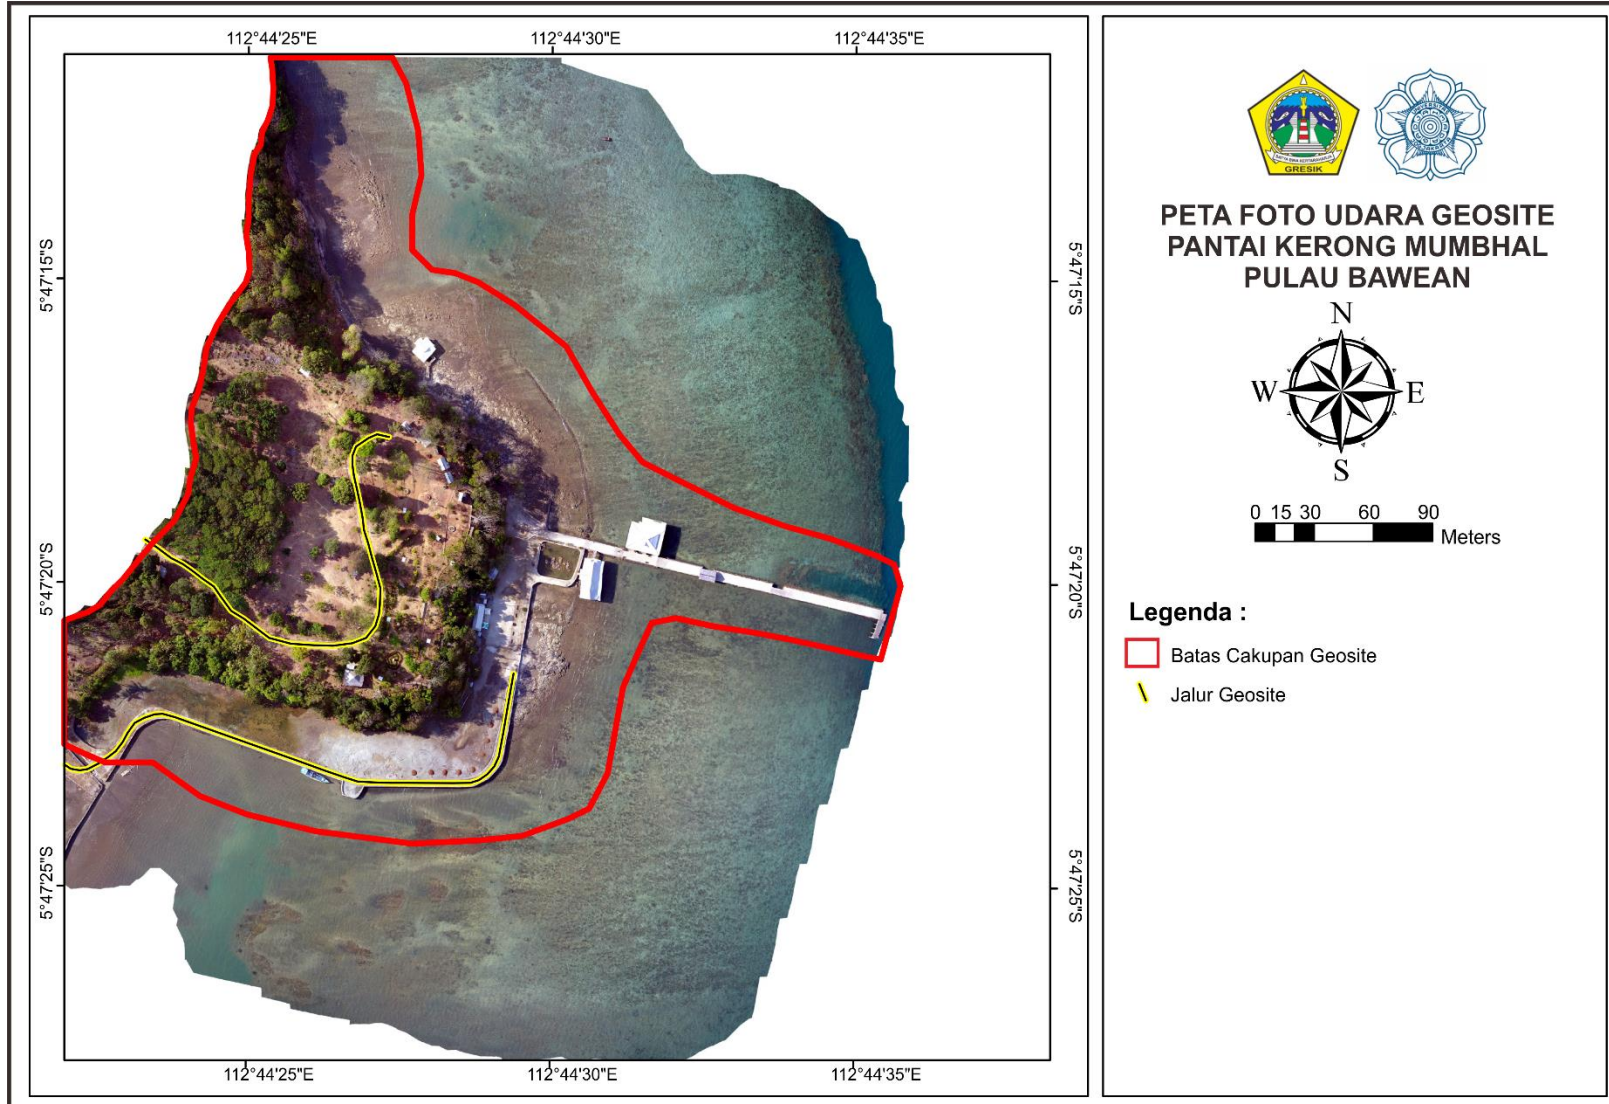 112°44'25"E 112°44'30"E 112°44'35"E
5°47'15"S 5°47'15"S
5°47'20"S 5°47'20"S
5°47'25"S 5°47'25"S
112°44'25"E 112°44'30"E 112°44'35"E
GRESIK
PETA FOTO UDARA GEOSITE
PANTAI KERONG MUMBHAL
PULAU BAWEAN
N
W E
S
0 15 30 60 90
Meters
Legenda :
Batas Cakupan Geosite
Jalur Geosite